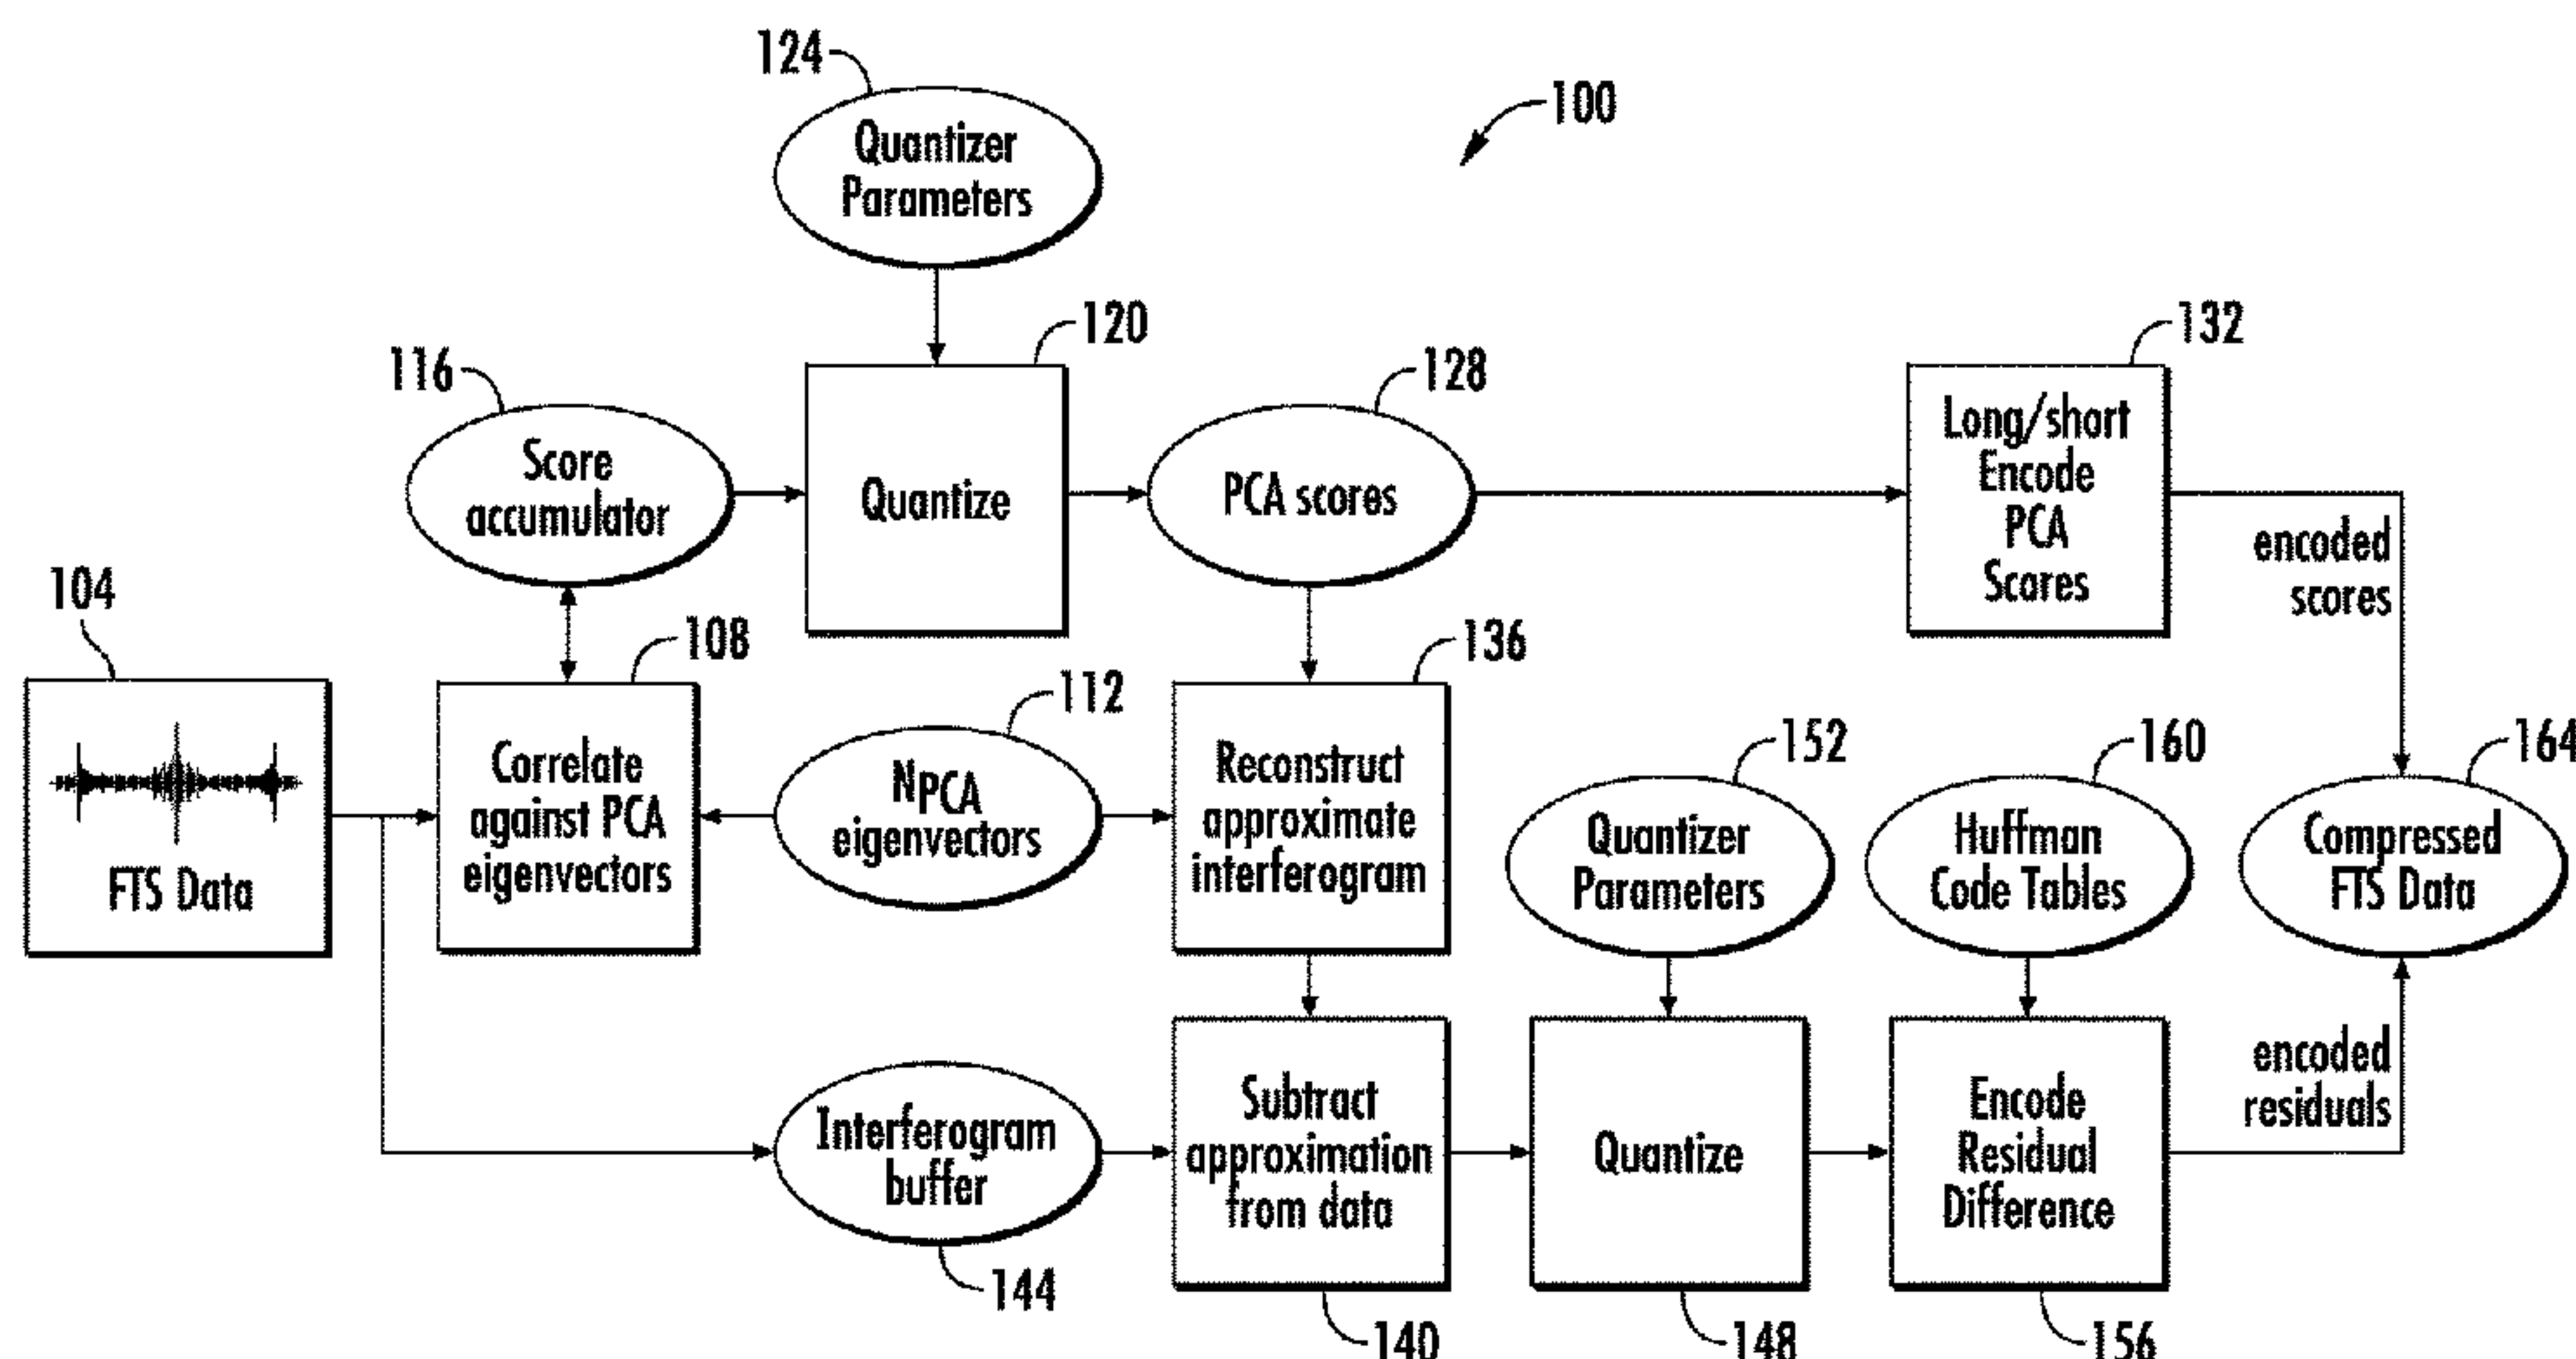 124
Quantizer
Parameters
100
120
116
128
132
Score
accumulator
Quantize
PCA scores
Long/short
Encode
PCA
Scores
encoded
scores
104
FTS Data
108
Correlate
against PCA
eigenvectors
112
NPCA
eigenvectors
136
Reconstruct
approximate
interferogram
152
Quantizer
Parameters
160
Huffman
Code Tables
164
Compressed
FTS Data
Interferogram
buffer
144
Subtract
approximation
from data
140
Quantize
148
Encode
Residual
Difference
156
encoded
residuals